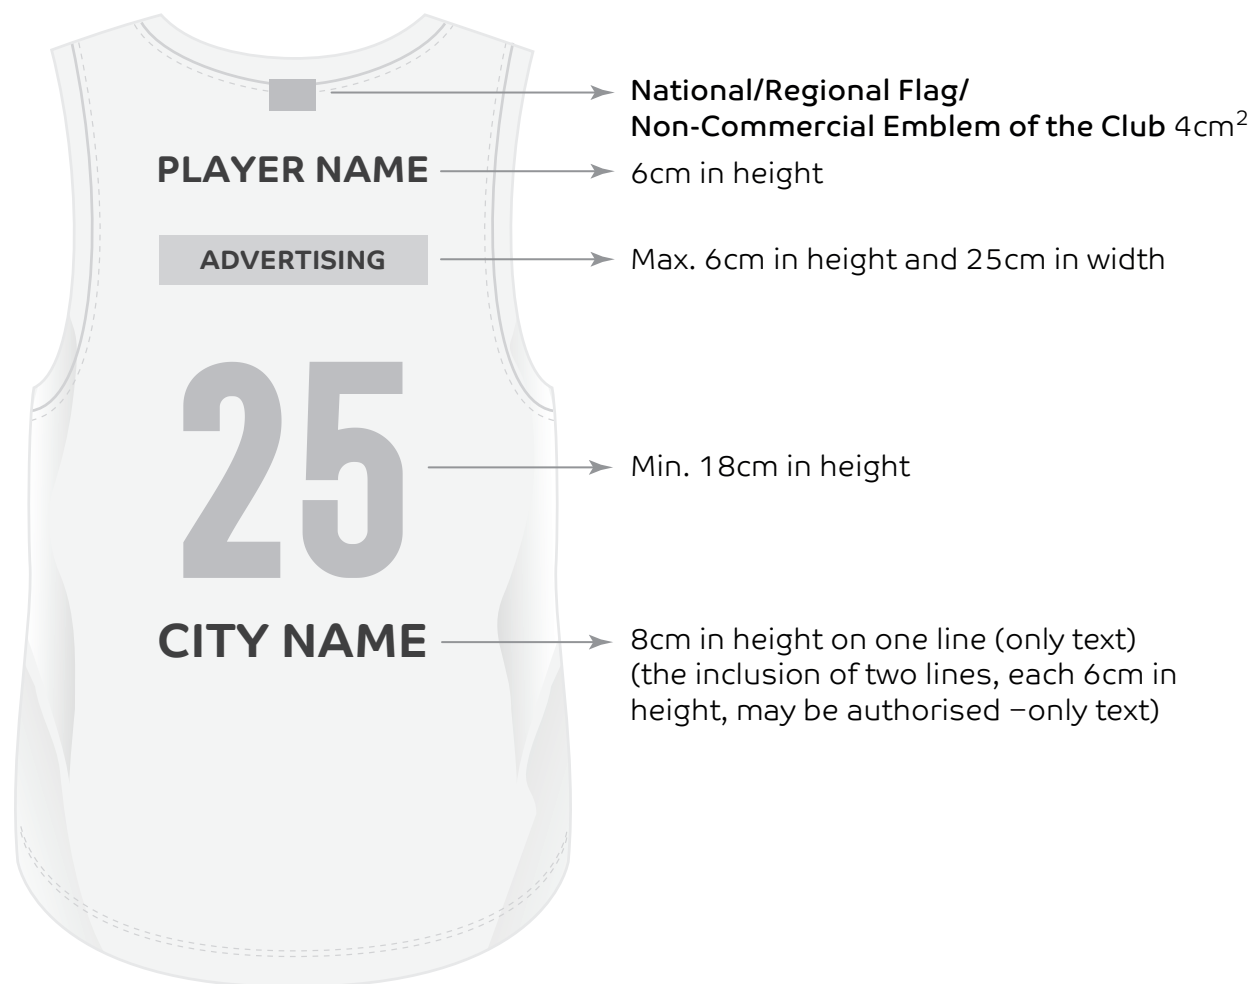 National/Regional Flag/
Non-Commercial Emblem of the Club 4cm²
PLAYER NAME
6cm in height
ADVERTISING
Max. 6cm in height and 25cm in width
25
Min. 18cm in height
CITY NAME
8cm in height on one line (only text)
(the inclusion of two lines, each 6cm in
height, may be authorised –only text)